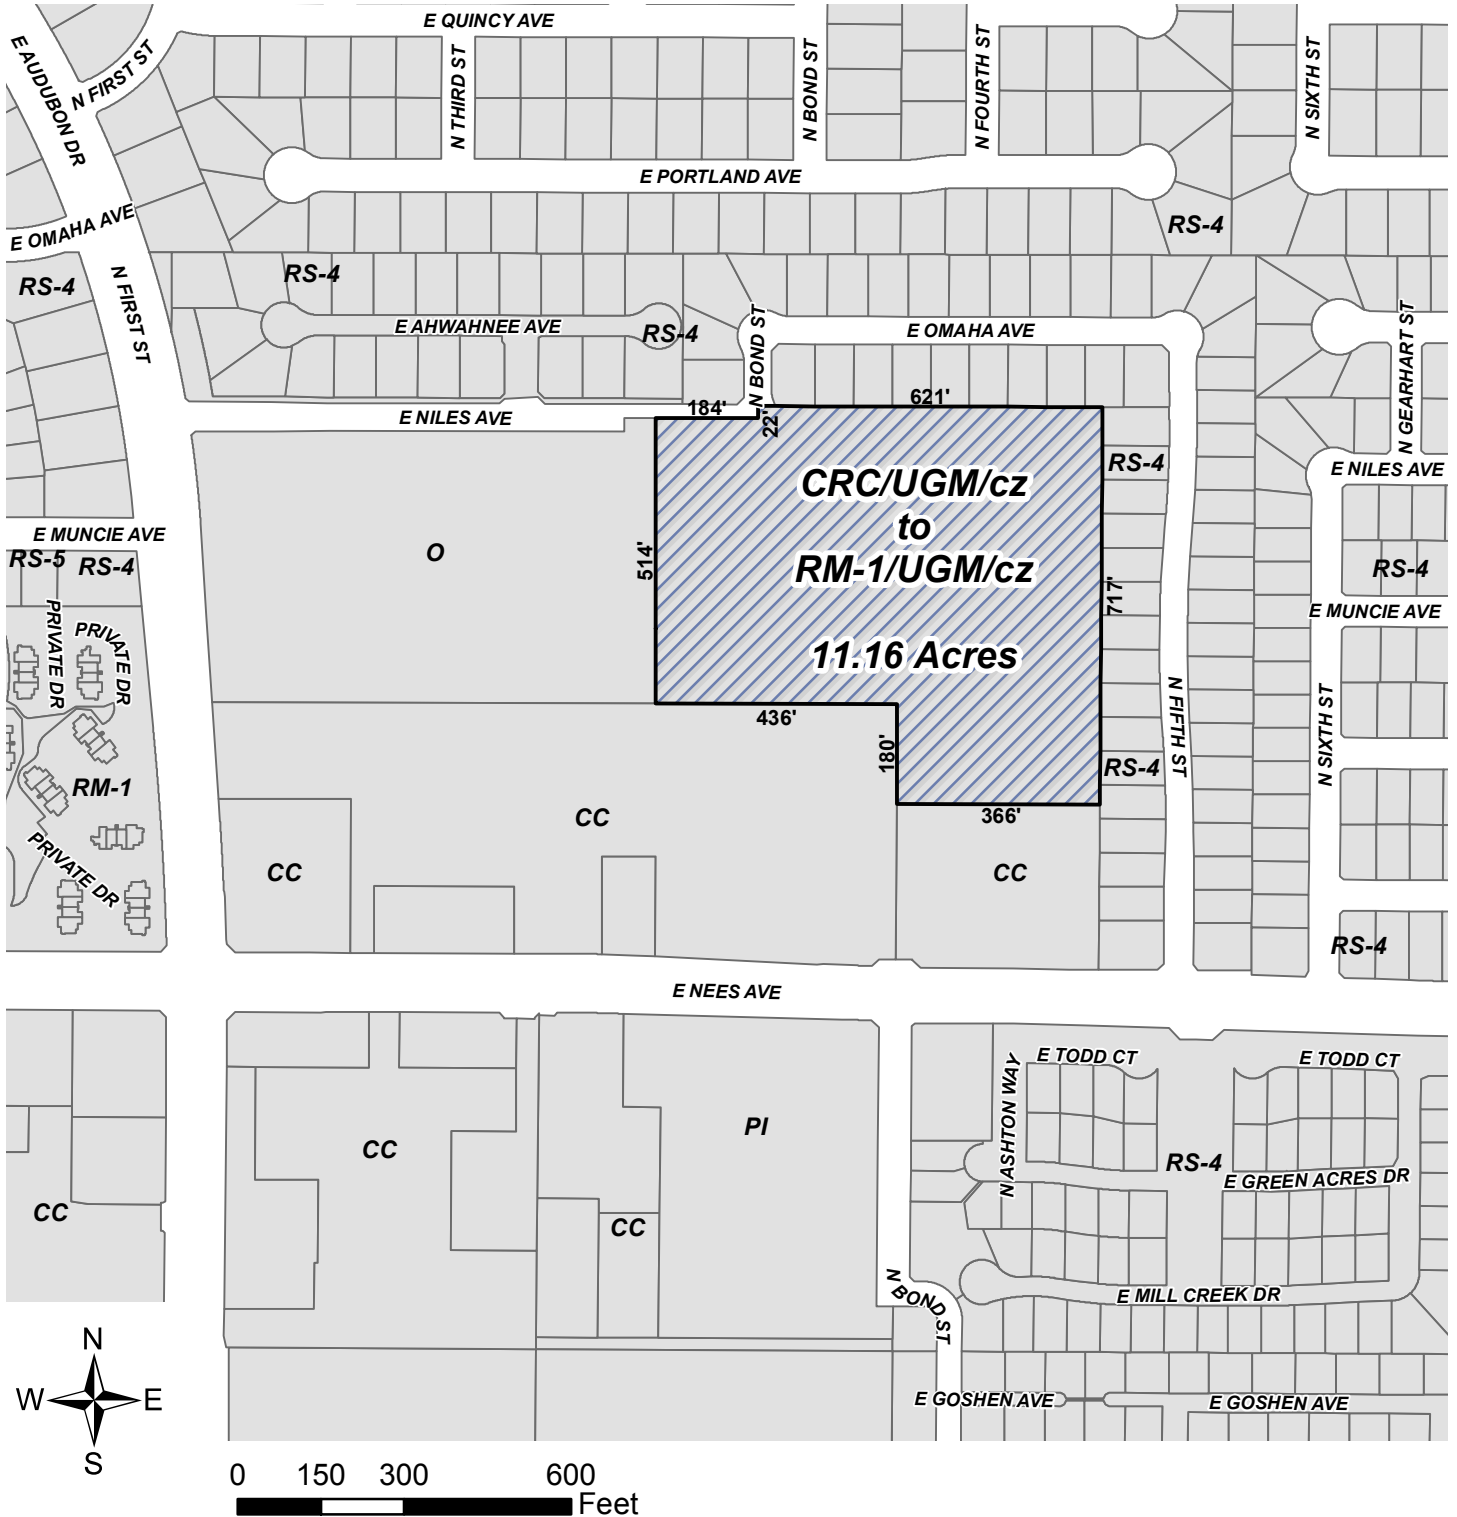 E QUINCY AVE
E AUDUBON DR
N FIRST ST
N THIRD ST
N BOND ST
N FOURTH ST
N SIXTH ST
E PORTLAND AVE
E OMAHA AVE
RS-4
RS-4
RS-4
N FIRST ST
E AHWAHNEE AVE
RS-4
N BOND ST
E OMAHA AVE
N GEARHART ST
E NILES AVE
184'
22'
621'
RS-4
E NILES AVE
CRC/UGM/cz
to
RM-1/UGM/cz
11.16 Acres
O
514'
717'
E MUNCIE AVE
RS-5
RS-4
RS-4
E MUNCIE AVE
PRIVATE DR
PRIVATE DR
N FIFTH ST
N SIXTH ST
436'
180'
RS-4
RM-1
CC
366'
PRIVATE DR
CC
CC
RS-4
E NEES AVE
E TODD CT
E TODD CT
N ASHTON WAY
PI
CC
RS-4
E GREEN ACRES DR
CC
CC
N BOND ST
E MILL CREEK DR
E GOSHEN AVE
E GOSHEN AVE
N
W
E
S
0 150 300 600
Feet